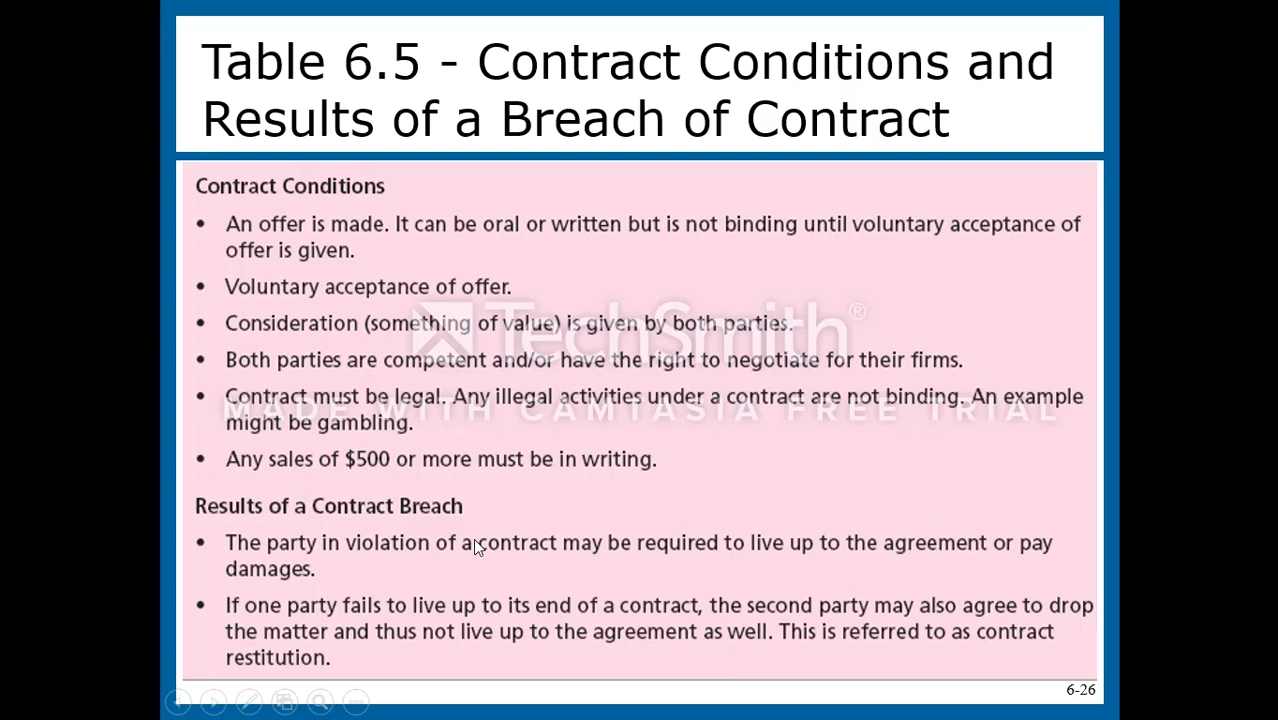 Table 6.5 - Contract Conditions and
Results of a Breach of Contract
Contract Conditions
• An offer is made. It can be oral or written but is not binding until voluntary acceptance of
offer is given.
• Voluntary acceptance of offer.
• Consideration (something of value) is given by both parties.
• Both parties are competent and/or have the right to negotiate for their firms.
• Contract must be legal. Any illegal activities under a contract are not binding. An example
might be gambling.
• Any sales of $500 or more must be in writing.
Results of a Contract Breach
• The party in violation of a contract may be required to live up to the agreement or pay
damages.
• If one party fails to live up to its end of a contract, the second party may also agree to drop
the matter and thus not live up to the agreement as well. This is referred to as contract
restitution.
6-26
TechSmith®
MADE WITH CAMTASIA FREE TRIAL